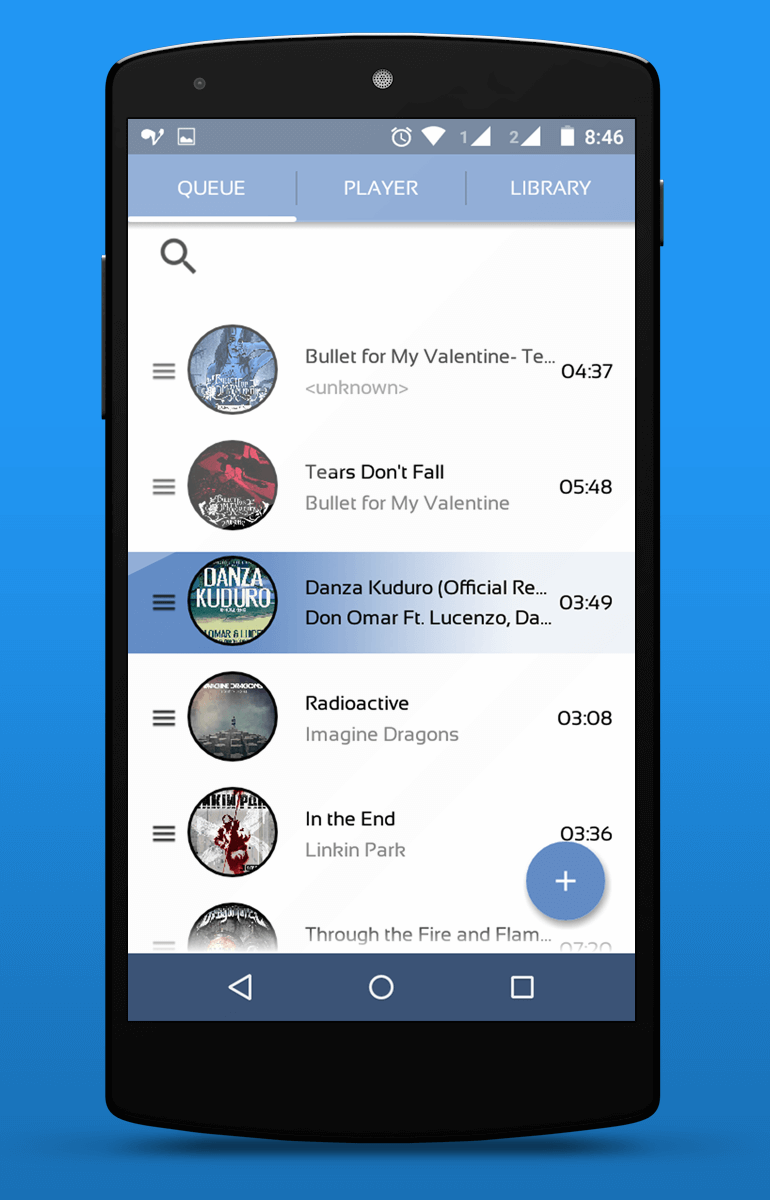 1 2 8:46
QUEUE PLAYER LIBRARY
Bullet for My Valentine- Te...
<unknown>
04:37
Tears Don't Fall
Bullet for My Valentine
05:48
DANZA
KUDURO
Danza Kuduro (Official Re...
Don Omar Ft. Lucenzo, Da...
03:49
Radioactive
Imagine Dragons
03:08
In the End
Linkin Park
03:36
+
Through the Fire and Flam...
07:20